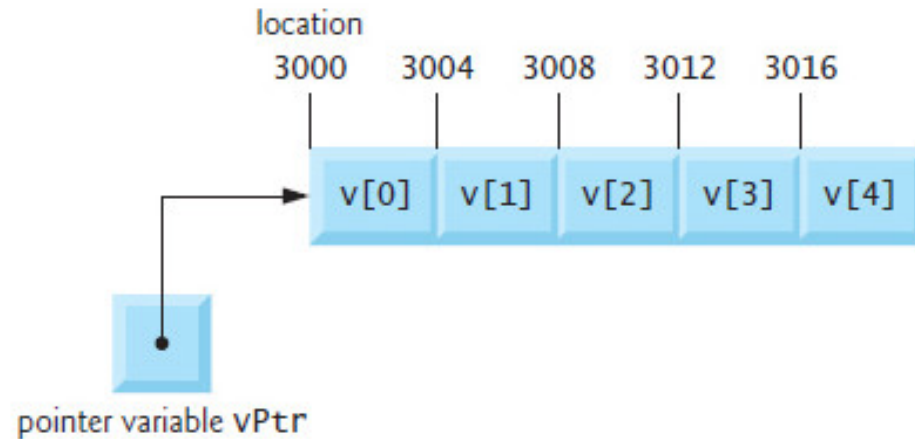 location
3000 3004 3008 3012 3016
v[0] v[1] v[2] v[3] v[4]
pointer variable vPtr